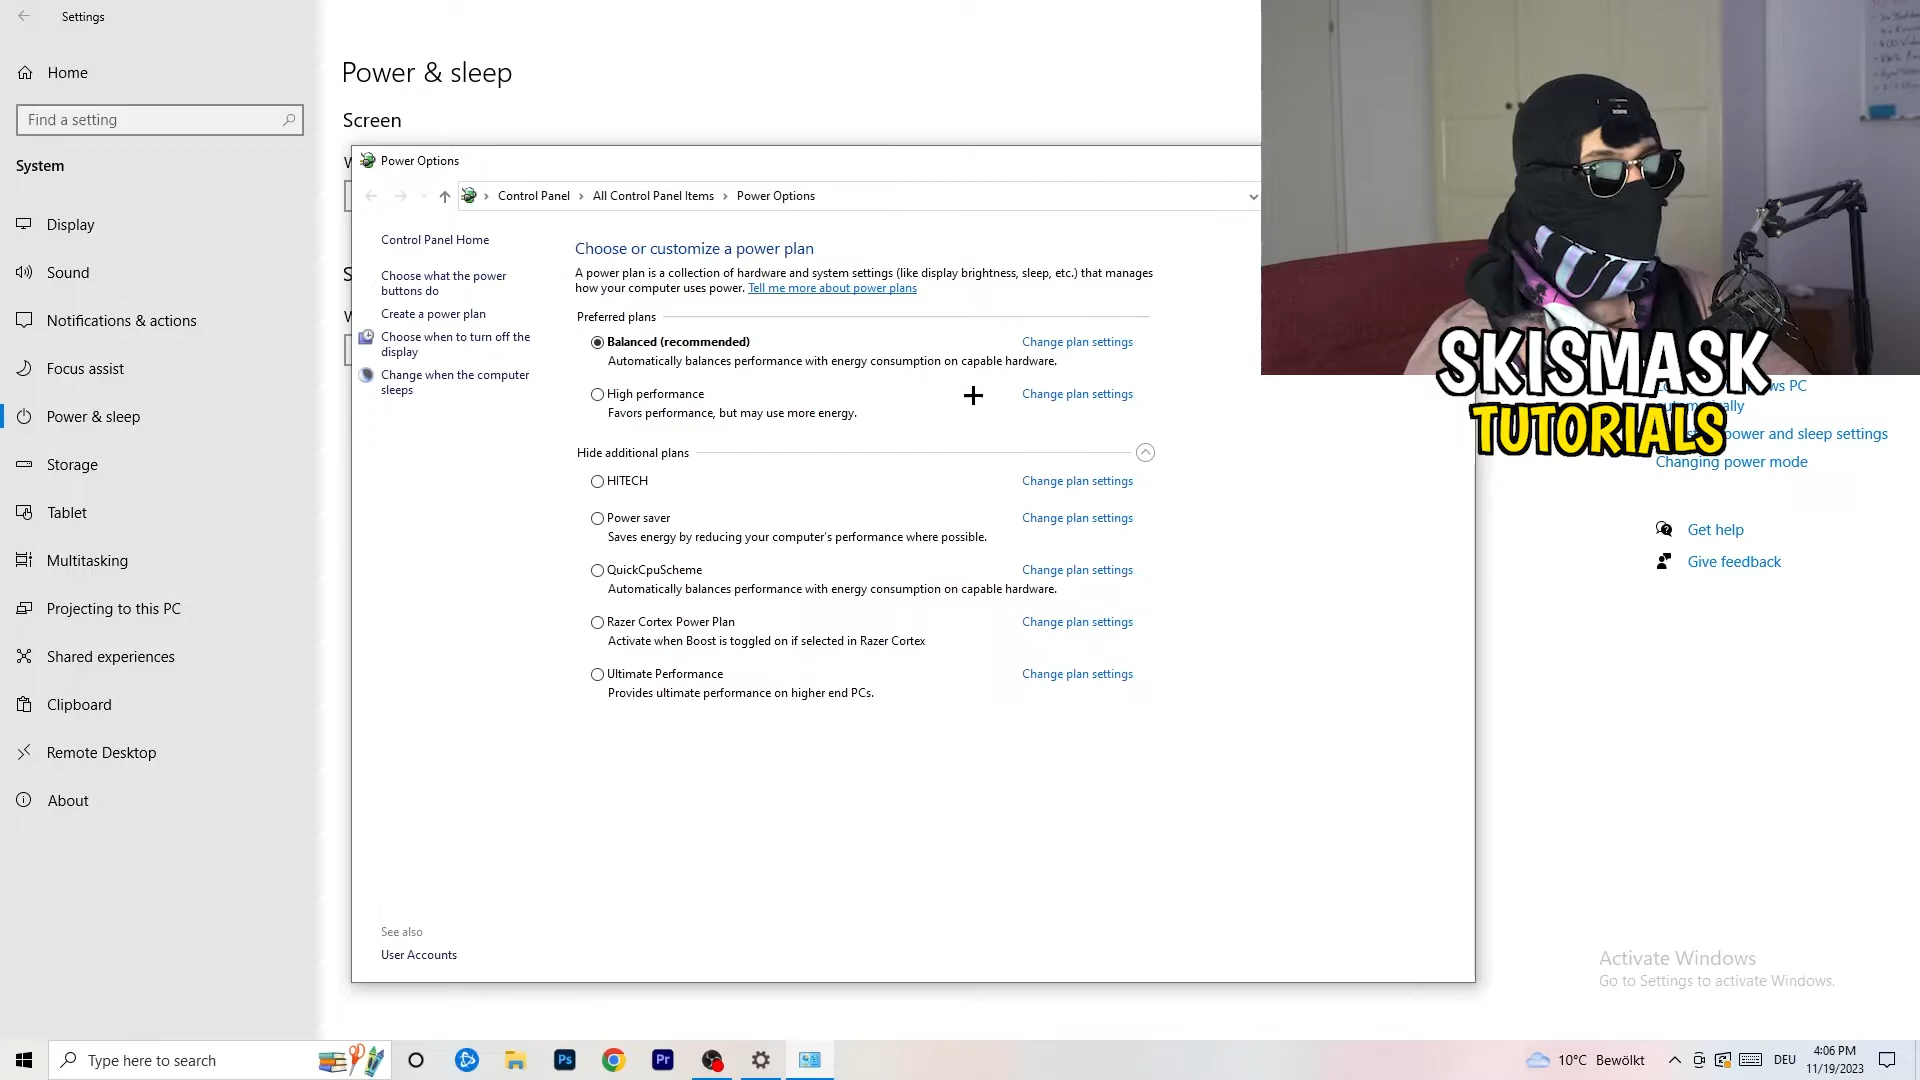 Settings
Home
Find a setting
System
Display
Sound
Notifications & actions
Focus assist
Power & sleep
Storage
Tablet
Multitasking
Projecting to this PC
Shared experiences
Clipboard
Remote Desktop
About
Power & sleep
Screen
Power Options
Control Panel
All Control Panel Items
Power Options
Control Panel Home
Choose what the power
buttons do
Create a power plan
Choose when to turn off the
display
Change when the computer
sleeps
See also
User Accounts
Choose or customize a power plan
A power plan is a collection of hardware and system settings (like display brightness, sleep, etc.) that manages
how your computer uses power. Tell me more about power plans
Preferred plans
Balanced (recommended) Change plan settings
Automatically balances performance with energy consumption on capable hardware.
High performance Change plan settings
Favors performance, but may use more energy.
Hide additional plans
HITECH Change plan settings
Power saver Change plan settings
Saves energy by reducing your computer's performance where possible.
QuickCpuScheme Change plan settings
Automatically balances performance with energy consumption on capable hardware.
Razer Cortex Power Plan Change plan settings
Activate when Boost is toggled on if selected in Razer Cortex
Ultimate Performance Change plan settings
Provides ultimate performance on higher end PCs.
SKISMASK
TUTORIALS
PC
power and sleep settings
Changing power mode
Get help
Give feedback
Activate Windows
Go to Settings to activate Windows.
Type here to search
Ps
Pr
10°C Bewölkt
DEU
4:06 PM
11/19/2023